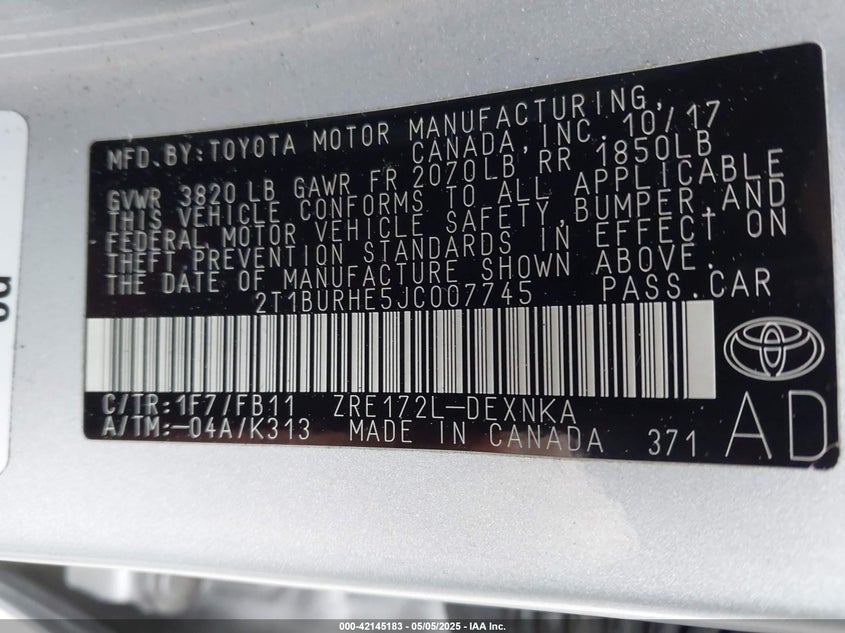 MFD.BY:TOYOTA MOTOR MANUFACTURING,
CANADA,INC. 10/17
GVWR 3820 LB GAWR FR 2070LB RR 1850LB
THIS VEHICLE CONFORMS TO ALL APPLICABLE
FEDERAL MOTOR VEHICLE SAFETY,BUMPER,AND
THEFT PREVENTION STANDARDS IN EFFECT ON
THE DATE OF MANUFACTURE SHOWN ABOVE.
2T1BURHE5JC007745 PASS.CAR
C/TR:1F7/FB11 ZRE172L-DEXNKA
A/TM:-04A/K313 MADE IN CANADA 371
AD
000-42145183 - 05/05/2025 - IAA Inc.